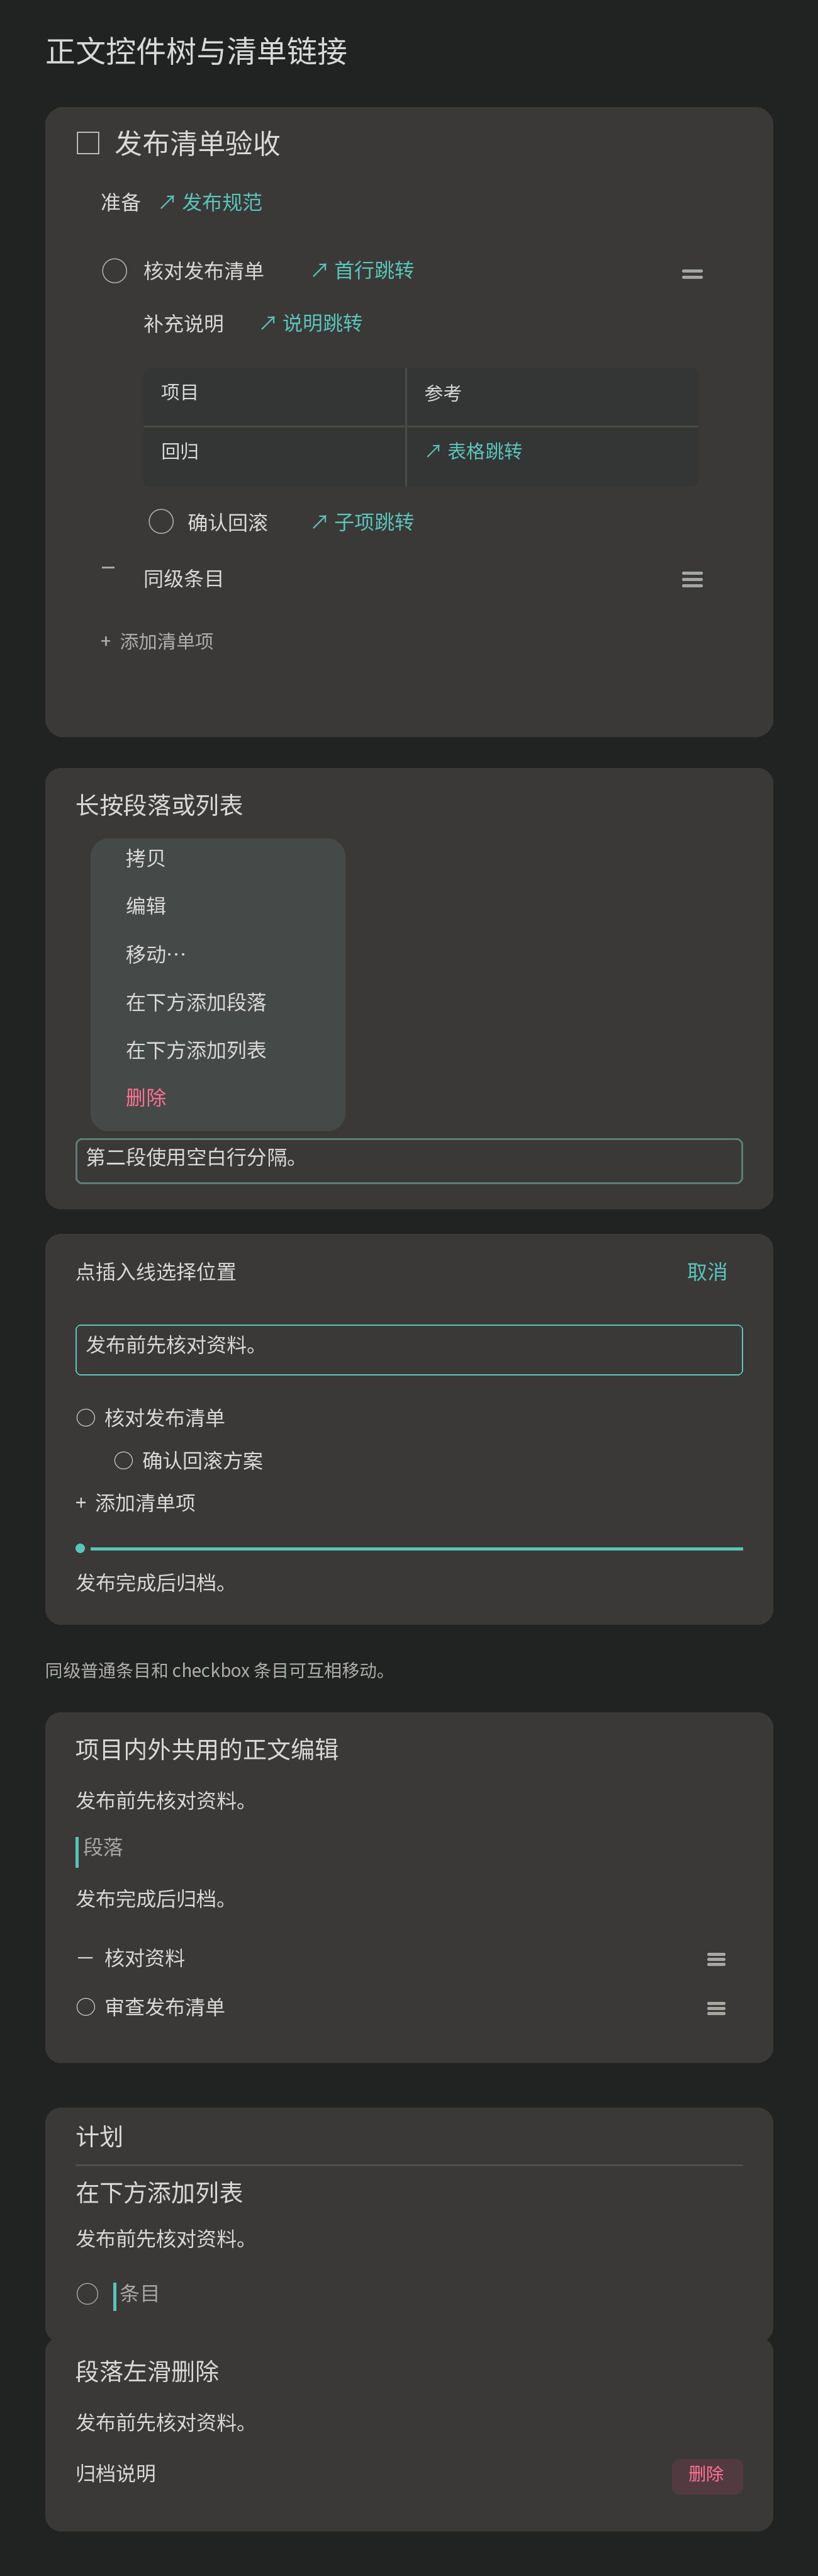 正文控件树与清单链接
发布清单验收
准备 ↗ 发布规范
核对发布清单 ↗ 首行跳转
补充说明 ↗ 说明跳转
项目 参考
回归 ↗ 表格跳转
确认回滚 ↗ 子项跳转
– 同级条目
+ 添加清单项
长按段落或列表
拷贝
编辑
移动…
在下方添加段落
在下方添加列表
删除
第二段使用空白行分隔。
点插入线选择位置 取消
发布前先核对资料。
核对发布清单
确认回滚方案
+ 添加清单项
发布完成后归档。
同级普通条目和 checkbox 条目可互相移动。
项目内外共用的正文编辑
发布前先核对资料。
段落
发布完成后归档。
— 核对资料
审查发布清单
计划
在下方添加列表
发布前先核对资料。
条目
段落左滑删除
发布前先核对资料。
归档说明 删除